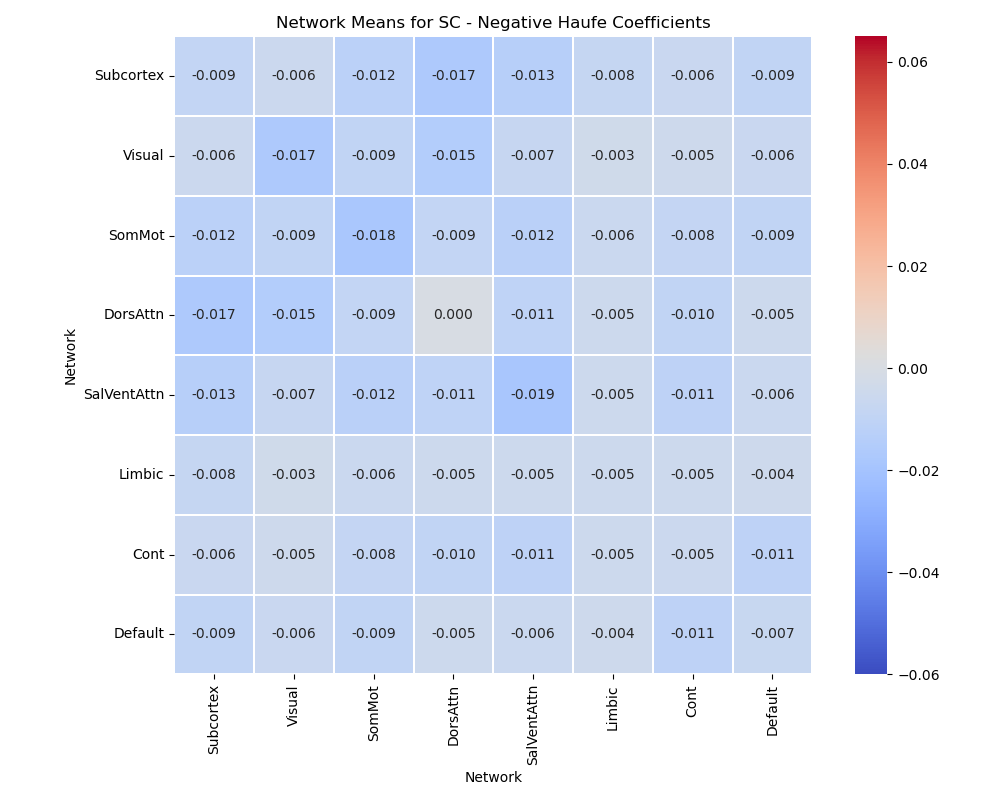 Network Means for SC - Negative Haufe Coefficients
Subcortex -0.009 -0.006 -0.012 -0.017 -0.013 -0.008 -0.006 -0.009
Visual -0.006 -0.017 -0.009 -0.015 -0.007 -0.003 -0.005 -0.006
SomMot -0.012 -0.009 -0.018 -0.009 -0.012 -0.006 -0.008 -0.009
DorsAttn -0.017 -0.015 -0.009 0.000 -0.011 -0.005 -0.010 -0.005
SalVentAttn -0.013 -0.007 -0.012 -0.011 -0.019 -0.005 -0.011 -0.006
Limbic -0.008 -0.003 -0.006 -0.005 -0.005 -0.005 -0.005 -0.004
Cont -0.006 -0.005 -0.008 -0.010 -0.011 -0.005 -0.005 -0.011
Default -0.009 -0.006 -0.009 -0.005 -0.006 -0.004 -0.011 -0.007
Network
Subcortex Visual SomMot DorsAttn SalVentAttn Limbic Cont Default
Network
0.06
0.04
0.02
0.00
−0.02
−0.04
−0.06